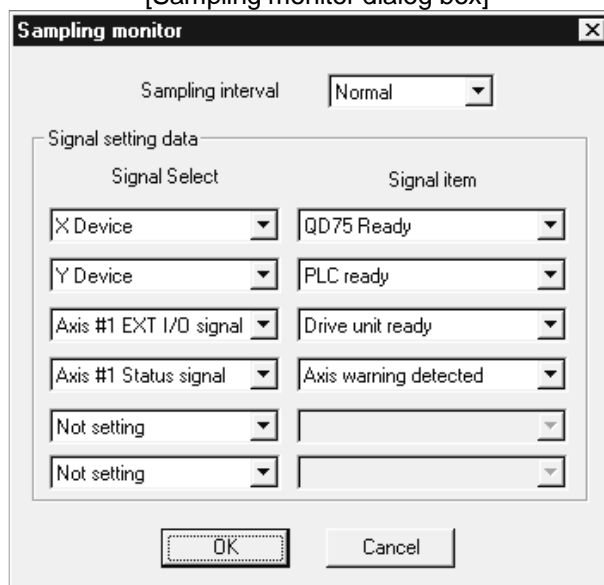 [Sampling monitor dialog box]
Sampling monitor
Sampling interval Normal
Signal setting data
Signal Select Signal item
X Device QD75 Ready
Y Device PLC ready
Axis #1 EXT I/O signal Drive unit ready
Axis #1 Status signal Axis warning detected
Not setting
Not setting
OK Cancel